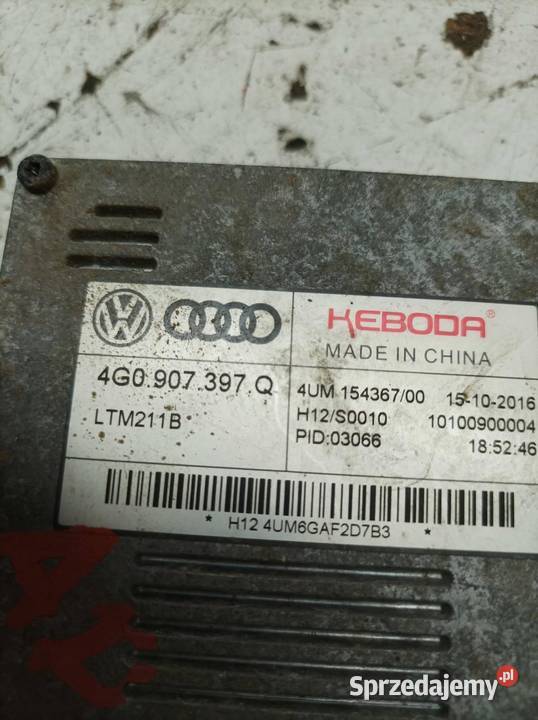 KEBODA®
MADE IN CHINA
4G0.907.397.Q
LTM211B
4UM 154367/00 15-10-2016
H12/S0010 10100900004
PID:03066 18:52:46
* H12 4UM6GAF2D7B3 *
Sprzedajemy.pl